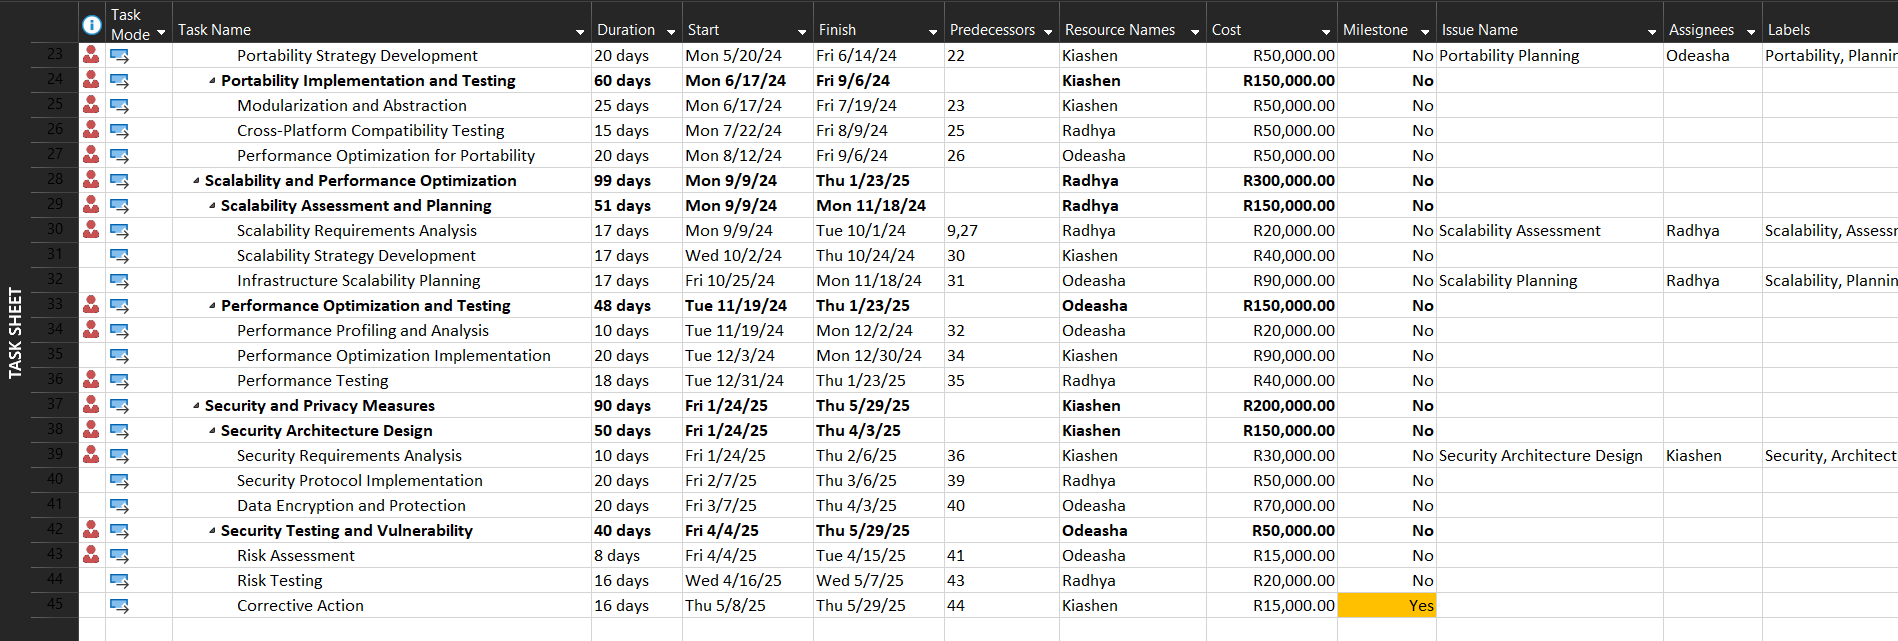 Task Mode Task Name Duration Start Finish Predecessors Resource Names Cost Milestone Issue Name Assignees Labels
23 Portability Strategy Development 20 days Mon 5/20/24 Fri 6/14/24 22 Kiashen R50,000.00 No Portability Planning Odeasha Portability, Plannin
24 Portability Implementation and Testing 60 days Mon 6/17/24 Fri 9/6/24 Kiashen R150,000.00 No
25 Modularization and Abstraction 25 days Mon 6/17/24 Fri 7/19/24 23 Kiashen R50,000.00 No
26 Cross-Platform Compatibility Testing 15 days Mon 7/22/24 Fri 8/9/24 25 Radhya R50,000.00 No
27 Performance Optimization for Portability 20 days Mon 8/12/24 Fri 9/6/24 26 Odeasha R50,000.00 No
28 Scalability and Performance Optimization 99 days Mon 9/9/24 Thu 1/23/25 Radhya R300,000.00 No
29 Scalability Assessment and Planning 51 days Mon 9/9/24 Mon 11/18/24 Radhya R150,000.00 No
30 Scalability Requirements Analysis 17 days Mon 9/9/24 Tue 10/1/24 9,27 Radhya R20,000.00 No Scalability Assessment Radhya Scalability, Assessm
31 Scalability Strategy Development 17 days Wed 10/2/24 Thu 10/24/24 30 Kiashen R40,000.00 No
32 Infrastructure Scalability Planning 17 days Fri 10/25/24 Mon 11/18/24 31 Odeasha R90,000.00 No Scalability Planning Radhya Scalability, Plannin
33 Performance Optimization and Testing 48 days Tue 11/19/24 Thu 1/23/25 Odeasha R150,000.00 No
34 Performance Profiling and Analysis 10 days Tue 11/19/24 Mon 12/2/24 32 Odeasha R20,000.00 No
35 Performance Optimization Implementation 20 days Tue 12/3/24 Mon 12/30/24 34 Kiashen R90,000.00 No
36 Performance Testing 18 days Tue 12/31/24 Thu 1/23/25 35 Radhya R40,000.00 No
37 Security and Privacy Measures 90 days Fri 1/24/25 Thu 5/29/25 Kiashen R200,000.00 No
38 Security Architecture Design 50 days Fri 1/24/25 Thu 4/3/25 Kiashen R150,000.00 No
39 Security Requirements Analysis 10 days Fri 1/24/25 Thu 2/6/25 36 Kiashen R30,000.00 No Security Architecture Design Kiashen Security, Architect
40 Security Protocol Implementation 20 days Fri 2/7/25 Thu 3/6/25 39 Radhya R50,000.00 No
41 Data Encryption and Protection 20 days Fri 3/7/25 Thu 4/3/25 40 Odeasha R70,000.00 No
42 Security Testing and Vulnerability 40 days Fri 4/4/25 Thu 5/29/25 Odeasha R50,000.00 No
43 Risk Assessment 8 days Fri 4/4/25 Tue 4/15/25 41 Odeasha R15,000.00 No
44 Risk Testing 16 days Wed 4/16/25 Wed 5/7/25 43 Radhya R20,000.00 No
45 Corrective Action 16 days Thu 5/8/25 Thu 5/29/25 44 Kiashen R15,000.00 Yes
TASK SHEET